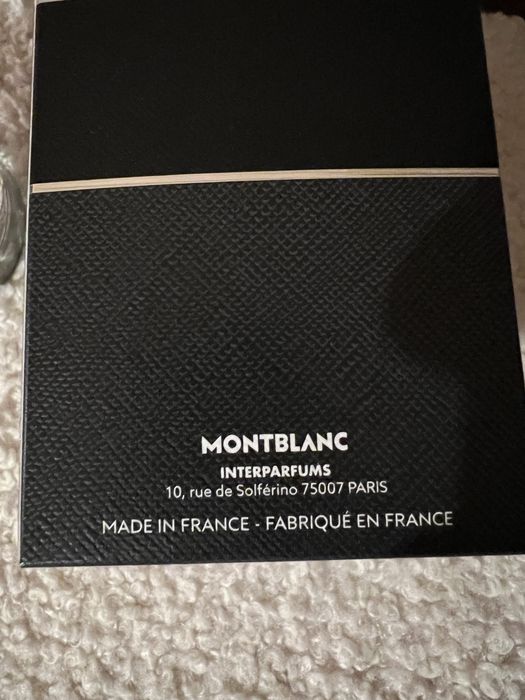 MONTBLANC
INTERPARFUMS
10, rue de Solférino 75007 PARIS
MADE IN FRANCE - FABRIQUÉ EN FRANCE